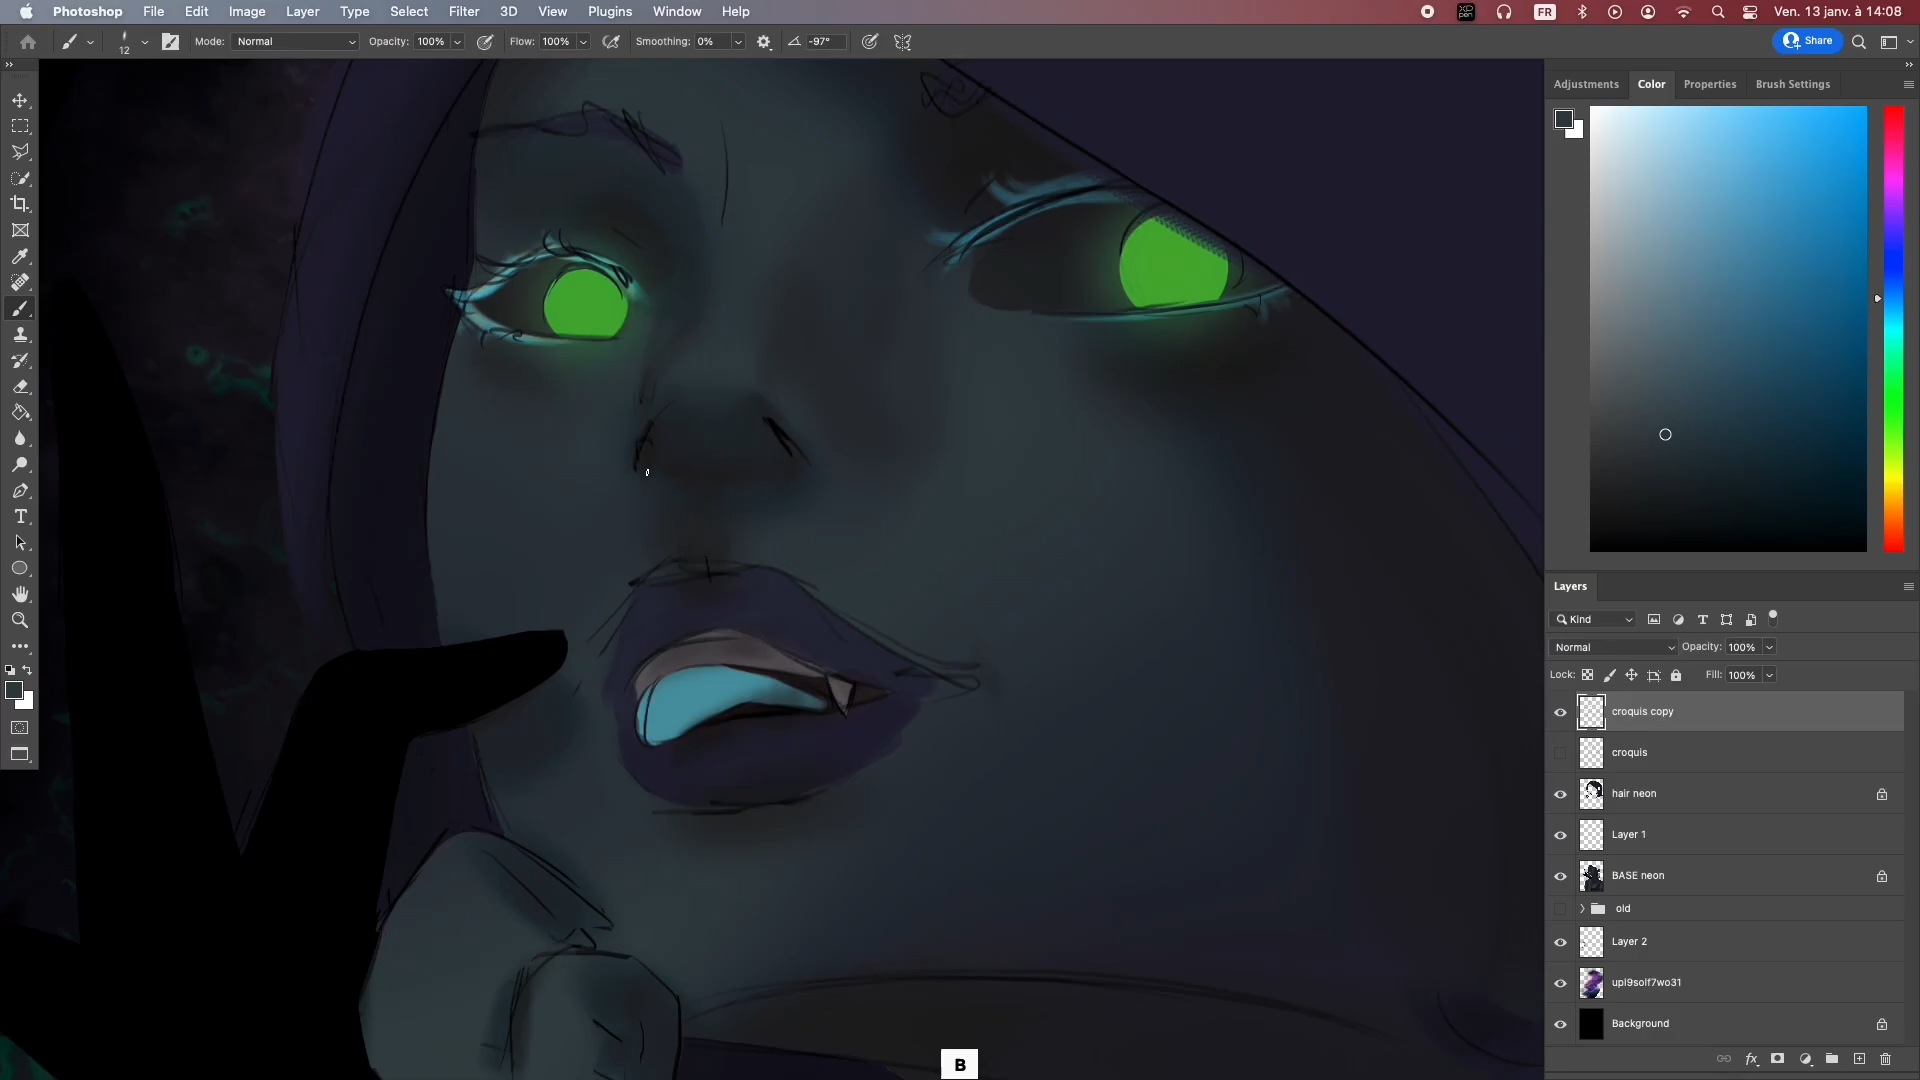 Photoshop File Edit Image Layer Type Select Filter 3D View Plugins Window Help FR Ven. 13 janv. à 14:08
12 Mode: Normal Opacity: 100% Flow: 100% Smoothing: 0% -97° Share
Adjustments Color Properties Brush Settings
Layers
Kind
Normal Opacity: 100%
Lock: Fill: 100%
croquis copy
croquis
hair neon
Layer 1
BASE neon
old
Layer 2
upl9solf7wo31
Background
B